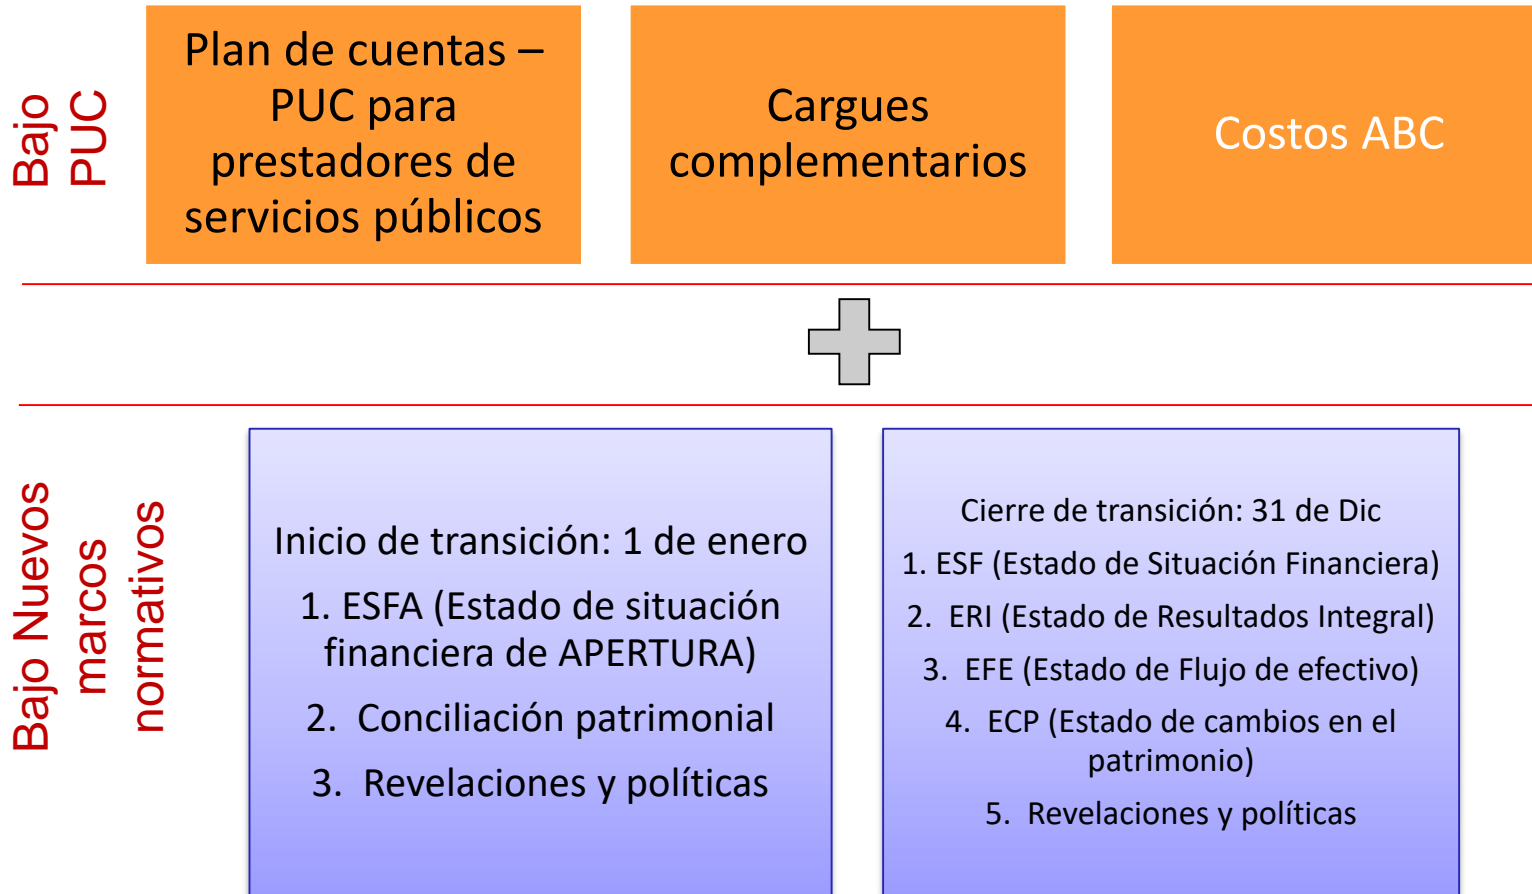 Bajo
PUC
Plan de cuentas –
PUC para
prestadores de
servicios públicos
Cargues
complementarios
Costos ABC
Bajo Nuevos
marcos
normativos
Inicio de transición: 1 de enero
1. ESFA (Estado de situación
financiera de APERTURA)
2. Conciliación patrimonial
3. Revelaciones y políticas
Cierre de transición: 31 de Dic
1. ESF (Estado de Situación Financiera)
2. ERI (Estado de Resultados Integral)
3. EFE (Estado de Flujo de efectivo)
4. ECP (Estado de cambios en el
patrimonio)
5. Revelaciones y políticas